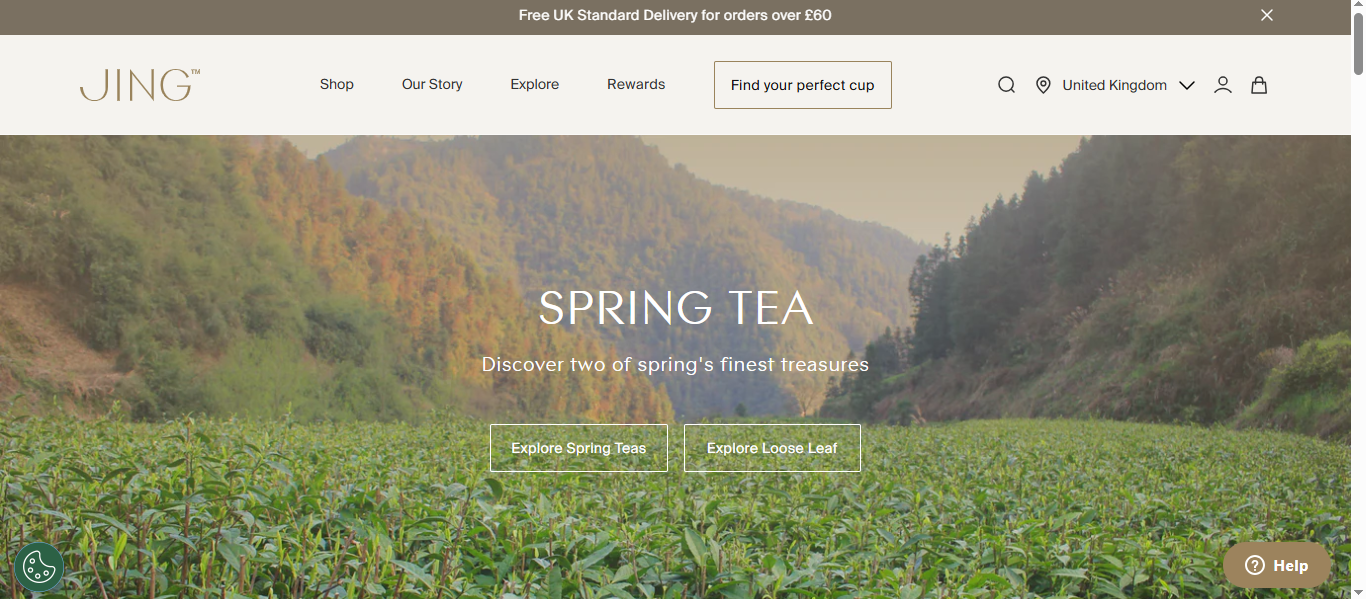 Free UK Standard Delivery for orders over £60
JING™
Shop
Our Story
Explore
Rewards
Find your perfect cup
United Kingdom
SPRING TEA
Discover two of spring's finest treasures
Explore Spring Teas
Explore Loose Leaf
Help